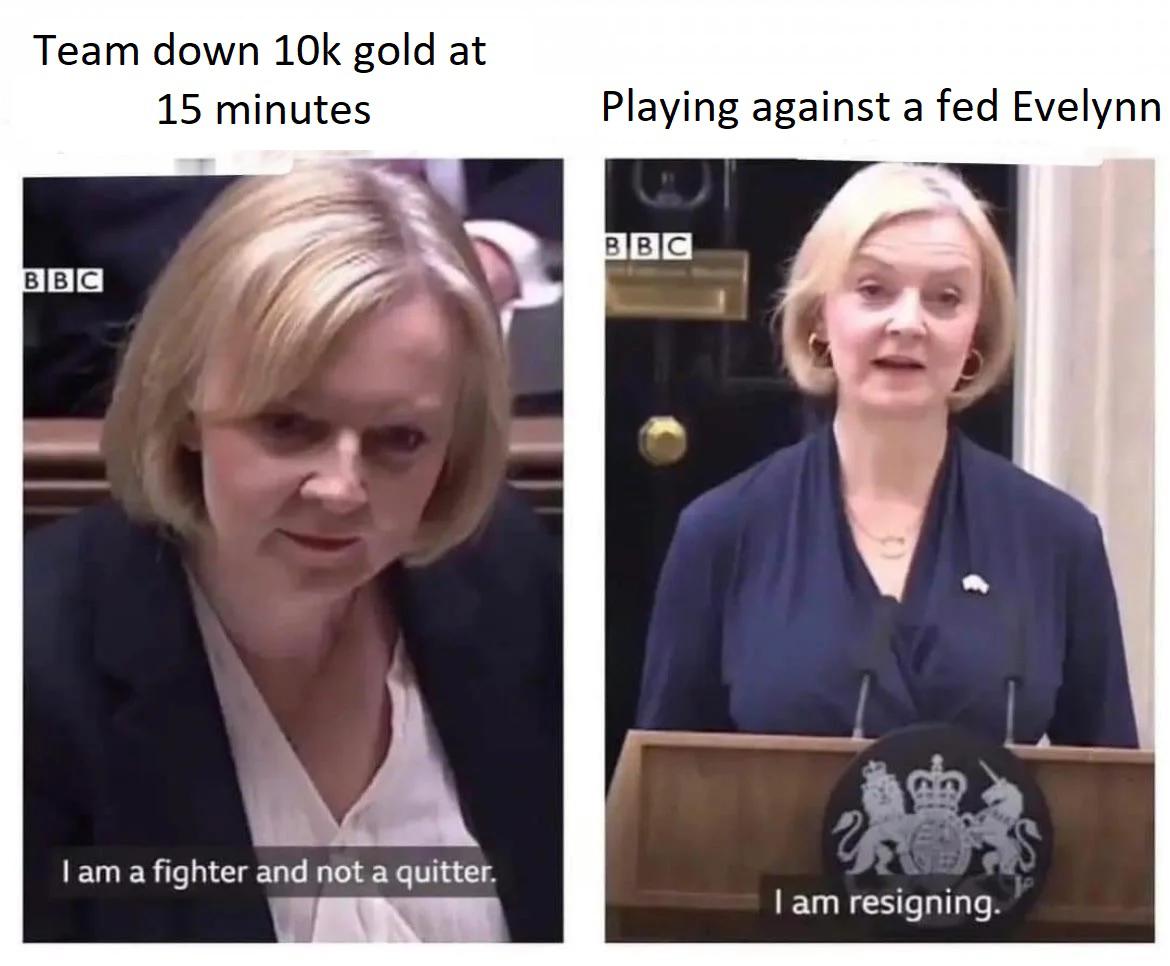 Team down 10k gold at
15 minutes
Playing against a fed Evelynn
BBC
BBC
I am a fighter and not a quitter.
I am resigning.